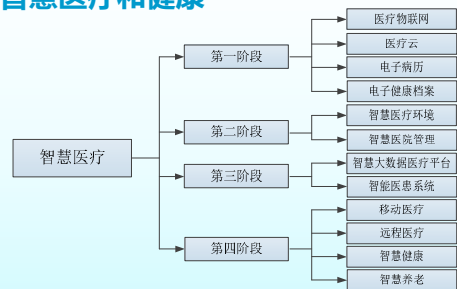 智慧医疗和健康
智慧医疗
第一阶段
医疗物联网
医疗云
电子病历
电子健康档案
第二阶段
智慧医疗环境
智慧医院管理
第三阶段
智慧大数据医疗平台
智能医患系统
第四阶段
移动医疗
远程医疗
智慧健康
智慧养老